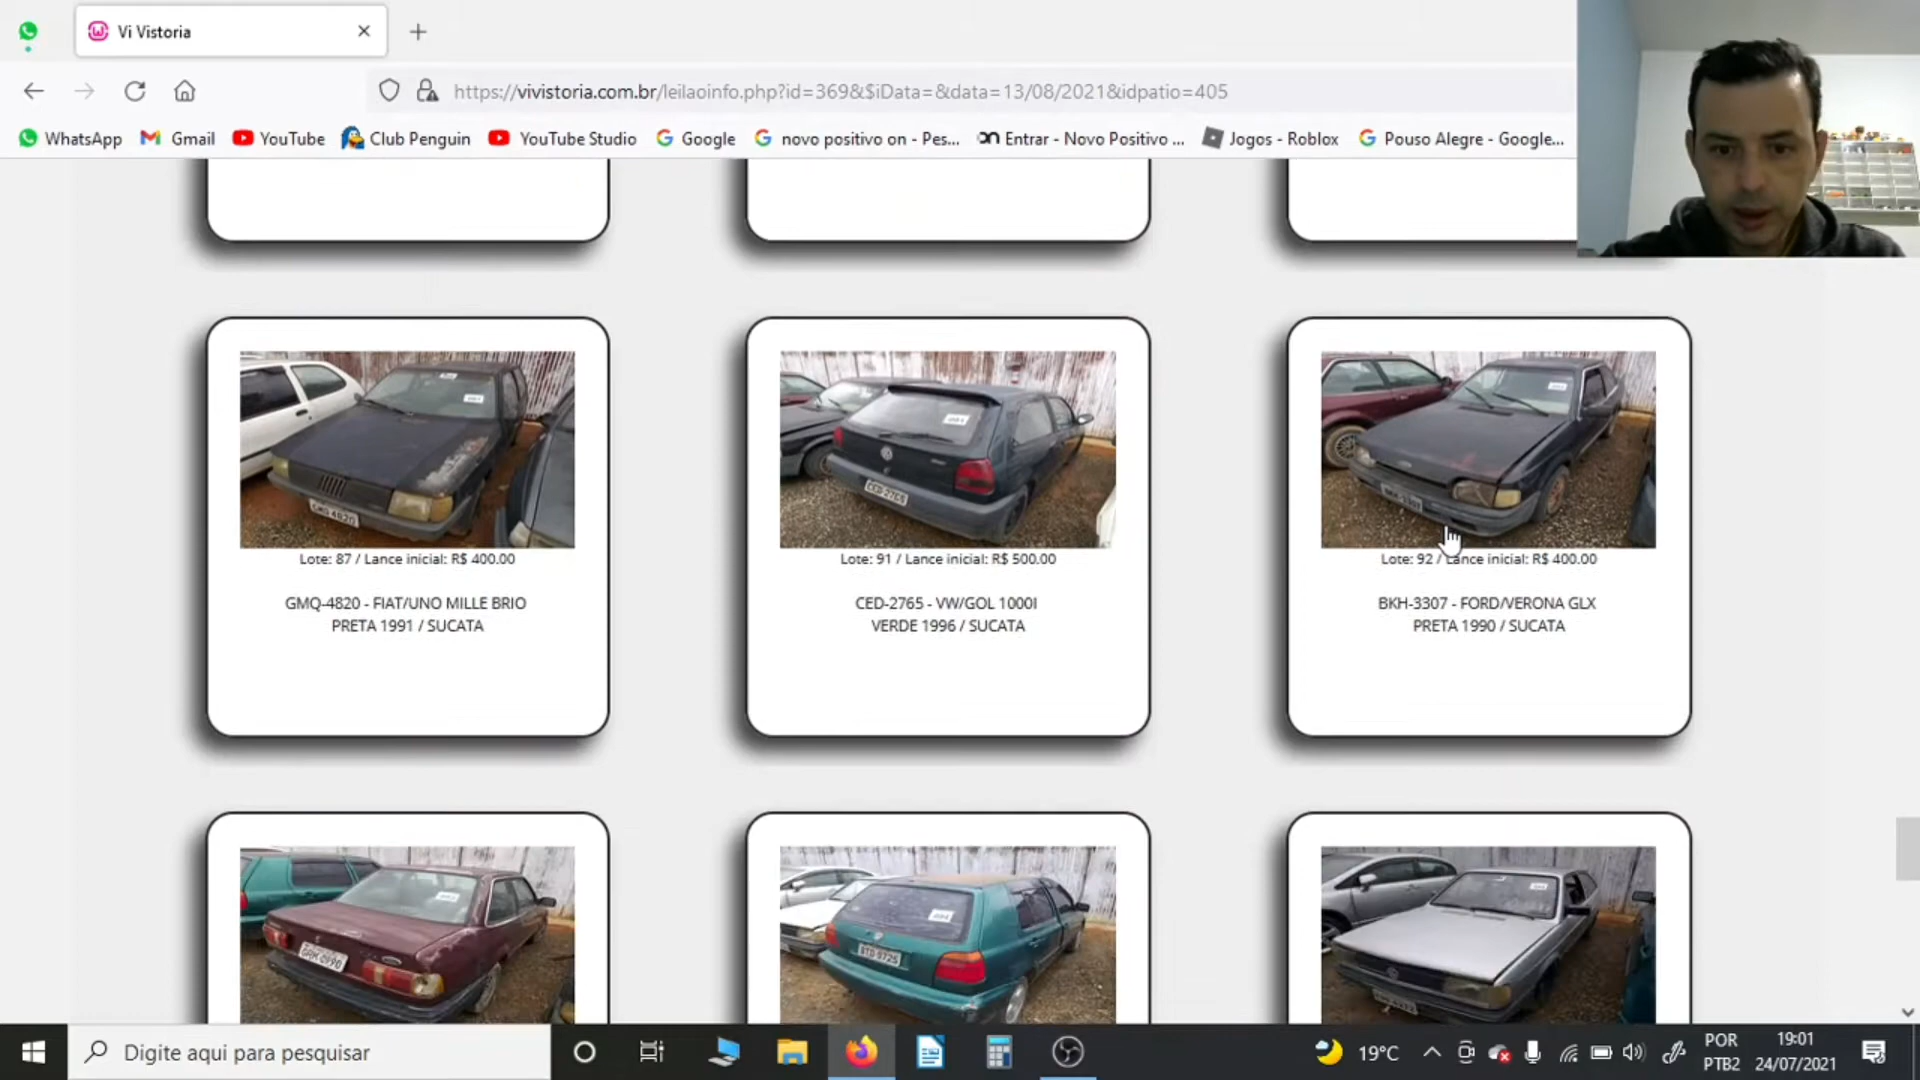 Vi Vistoria
https://vivistoria.com.br/leilaoinfo.php?id=369&$iData=&data=13/08/2021&idpatio=405
WhatsApp Gmail YouTube Club Penguin YouTube Studio Google novo positivo on - Pes... Entrar - Novo Positivo ... Jogos - Roblox Pouso Alegre - Google...
Lote: 87 / Lance inicial: R$ 400.00
GMQ-4820 - FIAT/UNO MILLE BRIO
PRETA 1991 / SUCATA
Lote: 91 / Lance inicial: R$ 500.00
CED-2765 - VW/GOL 1000I
VERDE 1996 / SUCATA
Lote: 92 / Lance inicial: R$ 400.00
BKH-3307 - FORD/VERONA GLX
PRETA 1990 / SUCATA
Digite aqui para pesquisar
19°C
POR
PTB2
19:01
24/07/2021